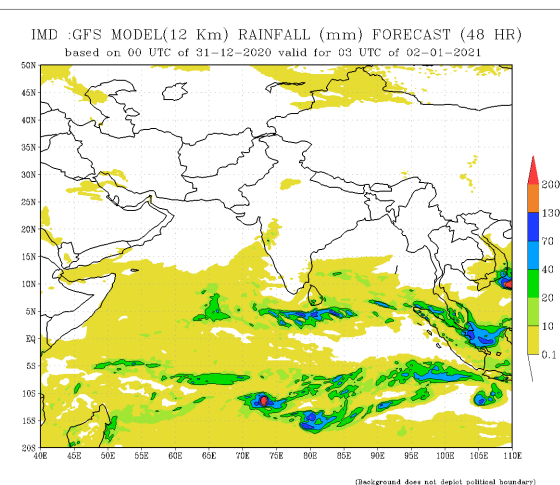 IMD :GFS MODEL(12 Km) RAINFALL (mm) FORECAST (48 HR)
based on 00 UTC of 31-12-2020 valid for 03 UTC of 02-01-2021
50N
45N
40N
35N
30N
25N
20N
15N
10N
5N
EQ
5S
10S
15S
20S
40E 45E 50E 55E 60E 65E 70E 75E 80E 85E 90E 95E 100E 105E 110E
200
130
70
40
20
10
0.1
(Background does not depict political boundary)